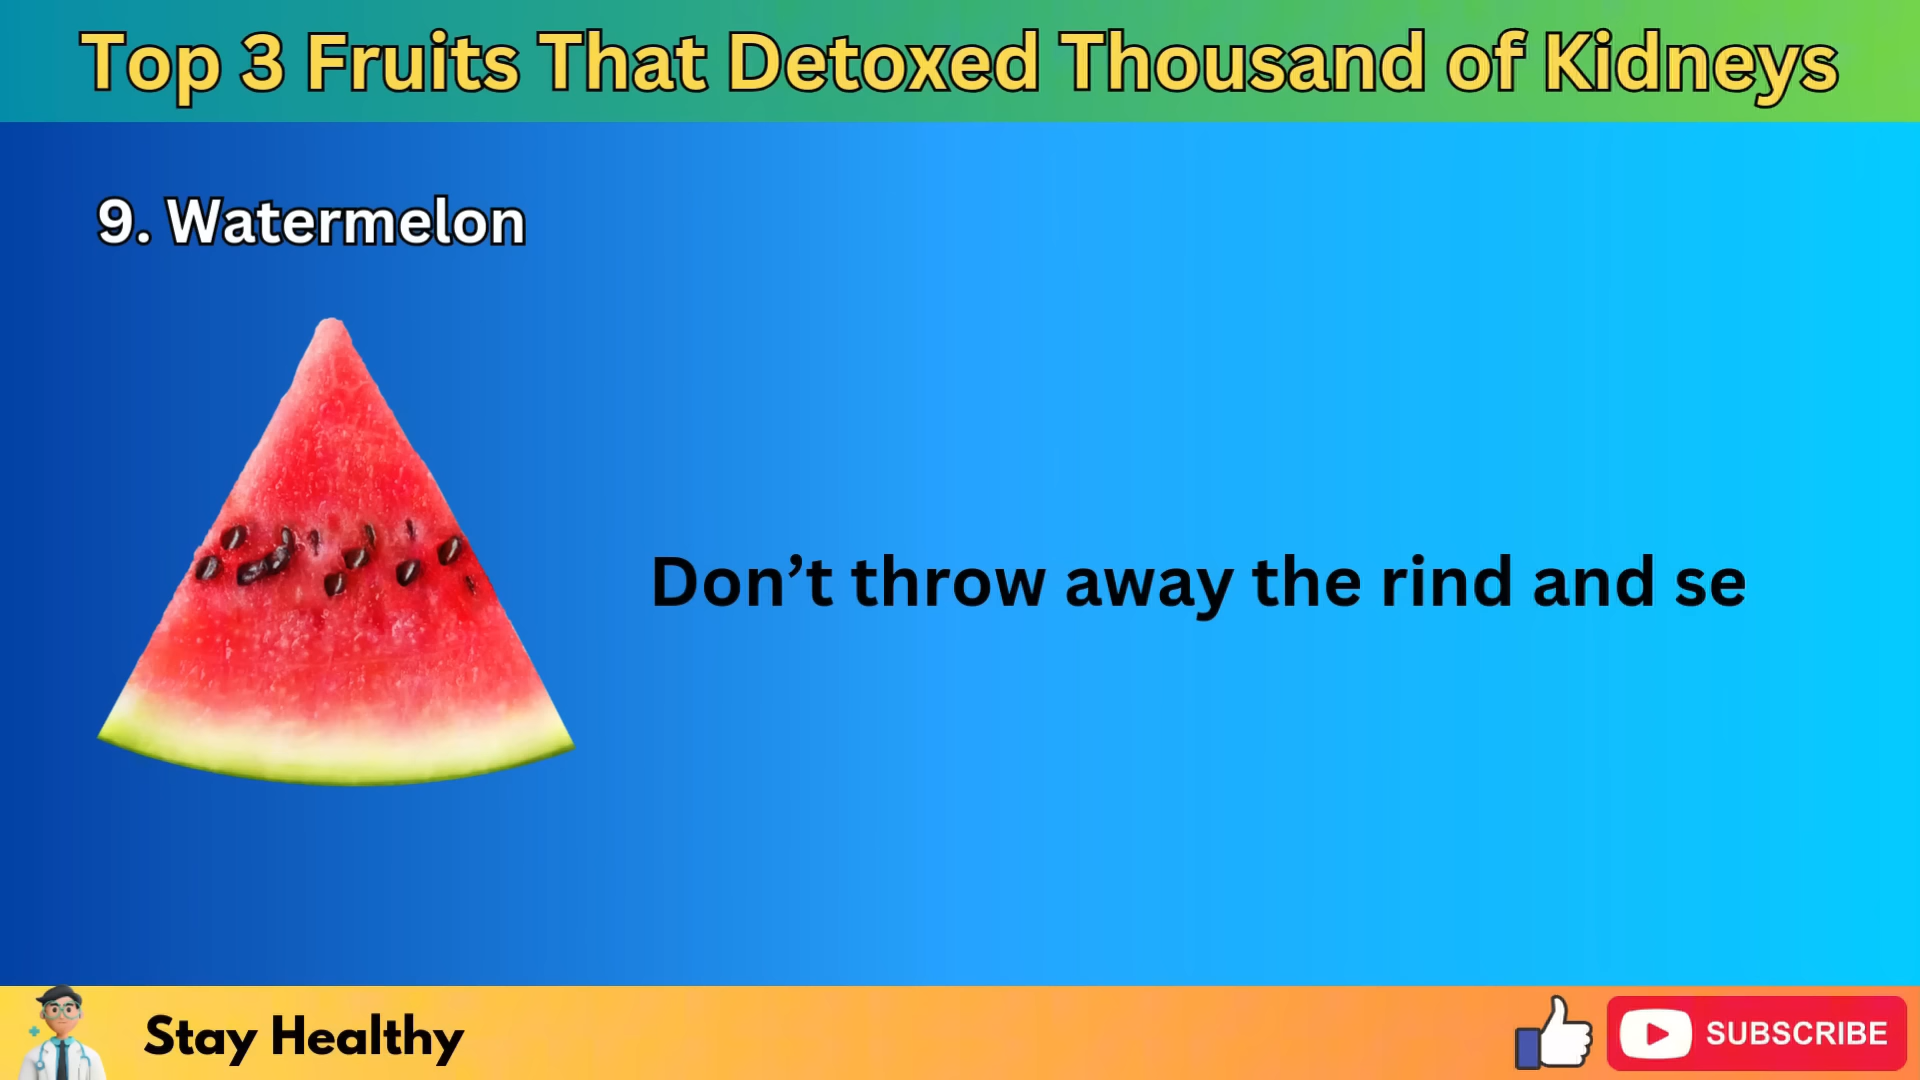 Top 3 Fruits That Detoxed Thousand of Kidneys
9. Watermelon
Don’t throw away the rind and se
Stay Healthy
SUBSCRIBE